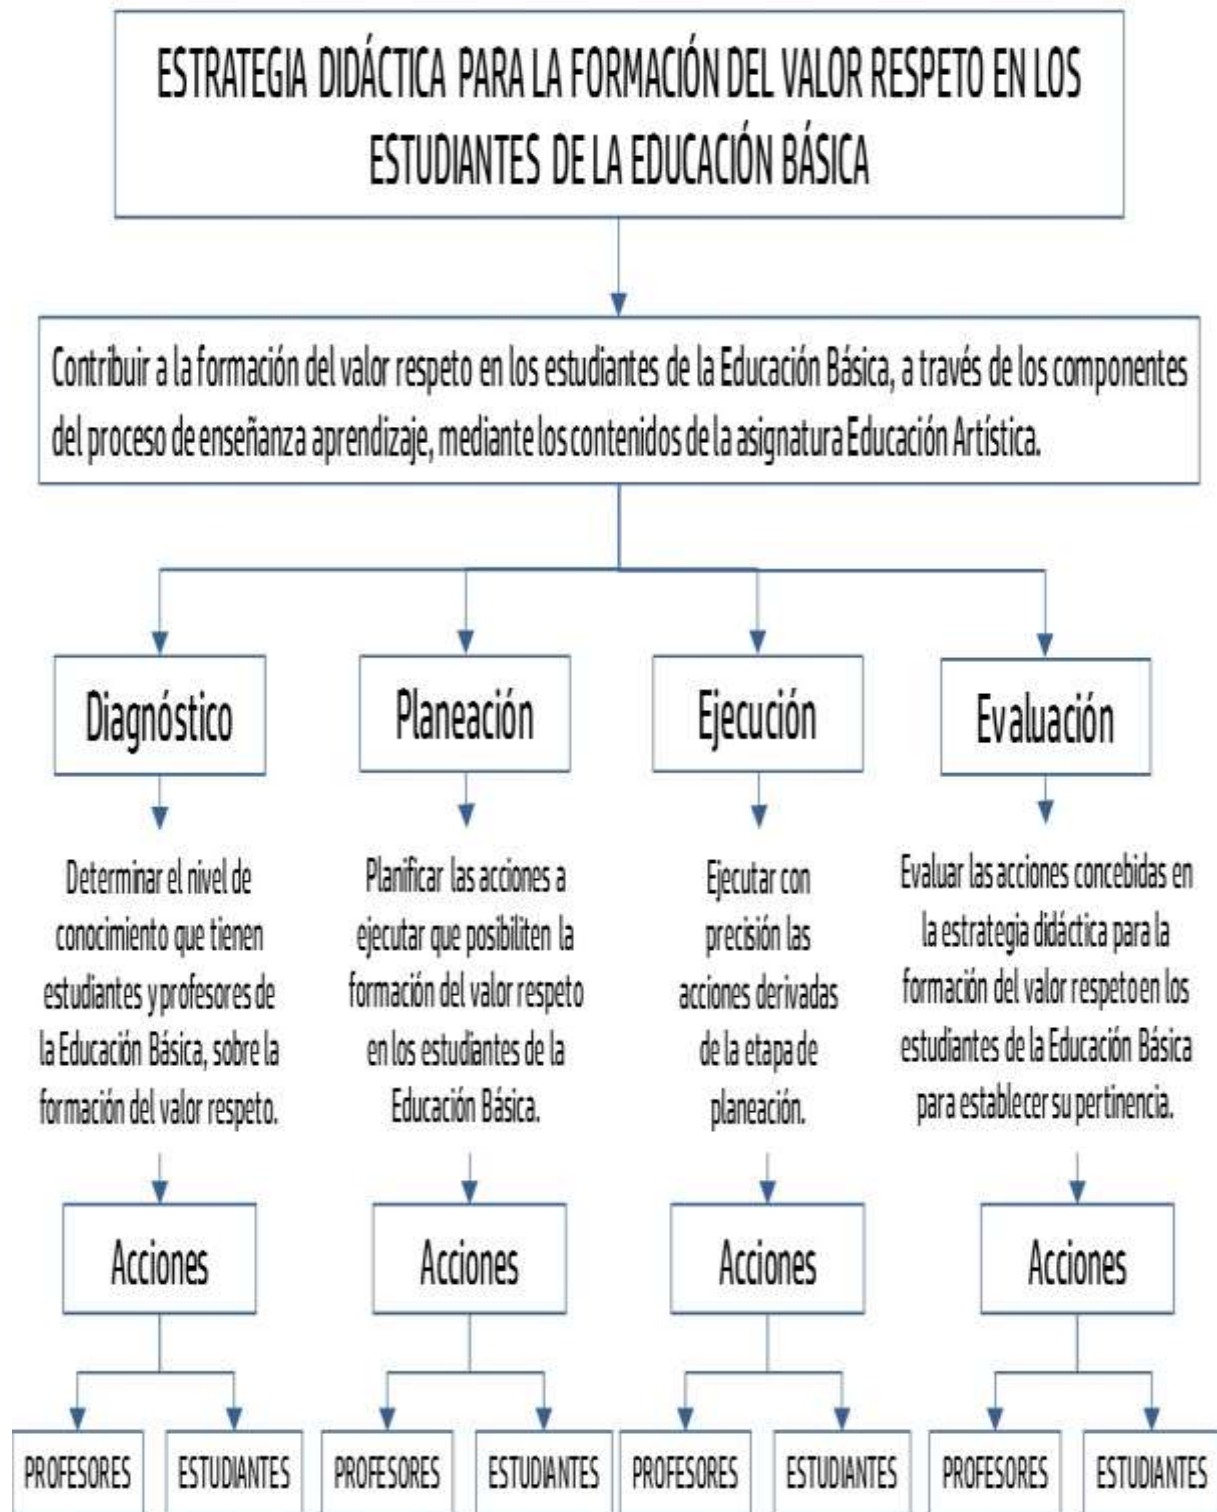 ESTRATEGIA DIDÁCTICA PARA LA FORMACIÓN DEL VALOR RESPETO EN LOS
ESTUDIANTES DE LA EDUCACIÓN BÁSICA
Contribuir a la formación del valor respeto en los estudiantes de la Educación Básica, a través de los componentes
del proceso de enseñanza aprendizaje, mediante los contenidos de la asignatura Educación Artística.
Diagnóstico
Planeación
Ejecución
Evaluación
Determinar el nivel de
conocimiento que tienen
estudiantes y profesores de
la Educación Básica, sobre la
formación del valor respeto.
Planificar las acciones a
ejecutar que posibiliten la
formación del valor respeto
en los estudiantes de la
Educación Básica.
Ejecutar con
precisión las
acciones derivadas
de la etapa de
planeación.
Evaluar las acciones concebidas en
la estrategia didáctica para la
formación del valor respeto en los
estudiantes de la Educación Básica
para establecer su pertinencia.
Acciones
Acciones
Acciones
Acciones
PROFESORES
ESTUDIANTES
PROFESORES
ESTUDIANTES
PROFESORES
ESTUDIANTES
PROFESORES
ESTUDIANTES